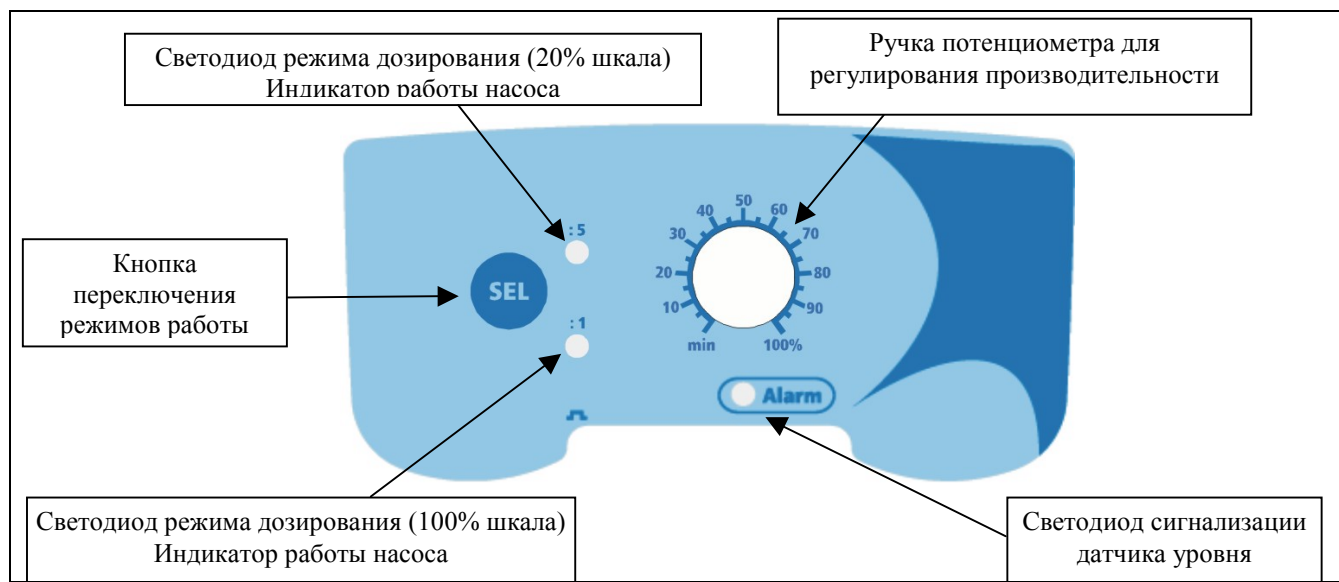 Светодиод режима дозирования (20% шкала)
Индикатор работы насоса
Ручка потенциометра для
регулирования производительности
Кнопка
переключения
режимов работы
SEL
: 5
: 1
min
10
20
30
40
50
60
70
80
90
100%
Alarm
Светодиод режима дозирования (100% шкала)
Индикатор работы насоса
Светодиод сигнализации
датчика уровня